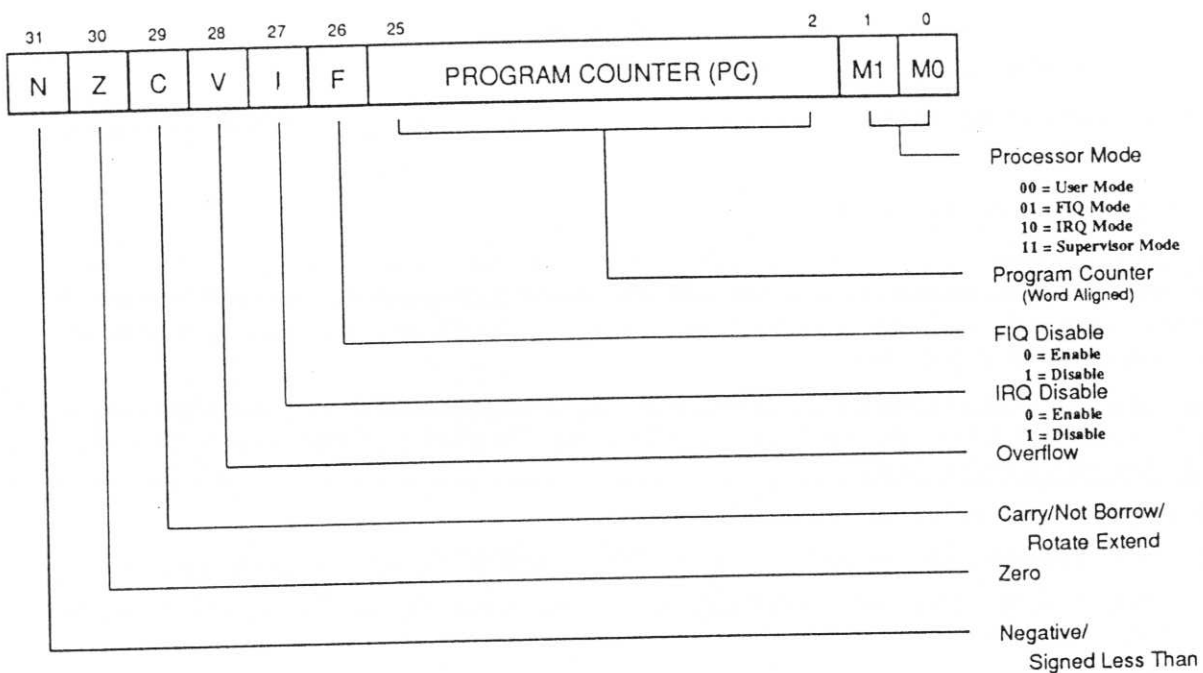 31 30 29 28 27 26 25 2 1 0
N Z C V I F PROGRAM COUNTER (PC) M1 M0
Processor Mode
00 = User Mode
01 = FIQ Mode
10 = IRQ Mode
11 = Supervisor Mode
Program Counter
(Word Aligned)
FIQ Disable
0 = Enable
1 = Disable
IRQ Disable
0 = Enable
1 = Disable
Overflow
Carry/Not Borrow/
Rotate Extend
Zero
Negative/
Signed Less Than